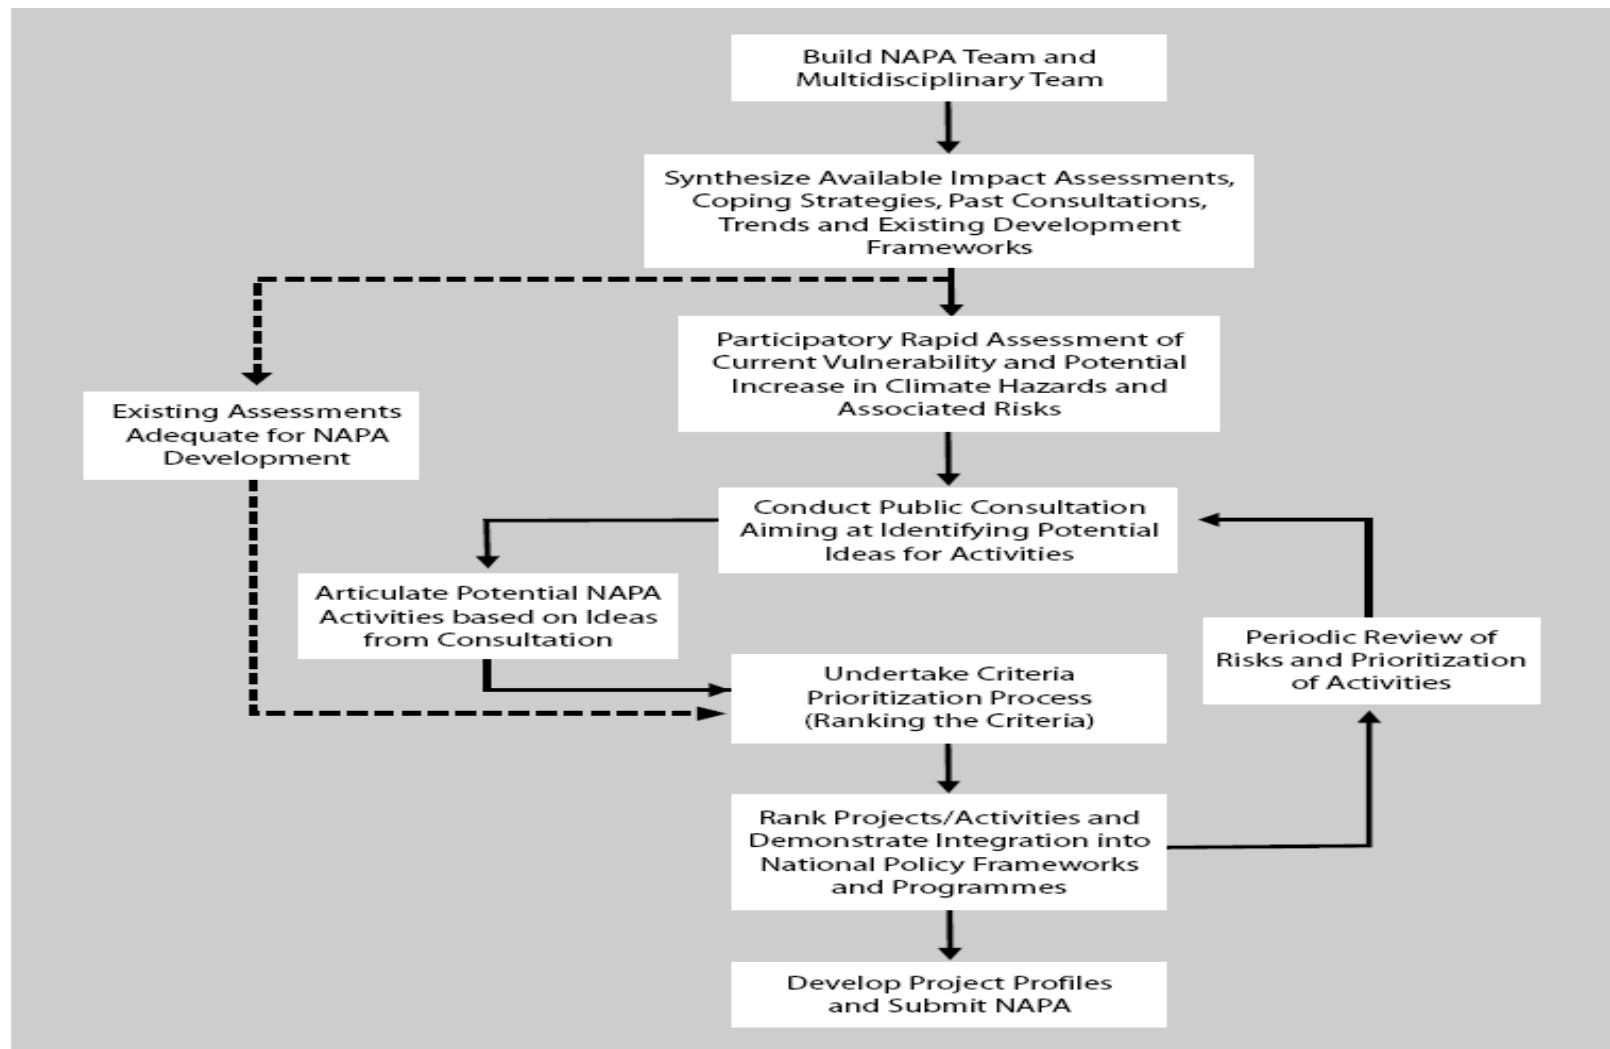 Build NAPA Team and
Multidisciplinary Team
Synthesize Available Impact Assessments,
Coping Strategies, Past Consultations,
Trends and Existing Development
Frameworks
Participatory Rapid Assessment of
Current Vulnerability and Potential
Increase in Climate Hazards and
Associated Risks
Existing Assessments
Adequate for NAPA
Development
Conduct Public Consultation
Aiming at Identifying Potential
Ideas for Activities
Articulate Potential NAPA
Activities based on Ideas
from Consultation
Periodic Review of
Risks and Prioritization
of Activities
Undertake Criteria
Prioritization Process
(Ranking the Criteria)
Rank Projects/Activities and
Demonstrate Integration into
National Policy Frameworks
and Programmes
Develop Project Profiles
and Submit NAPA